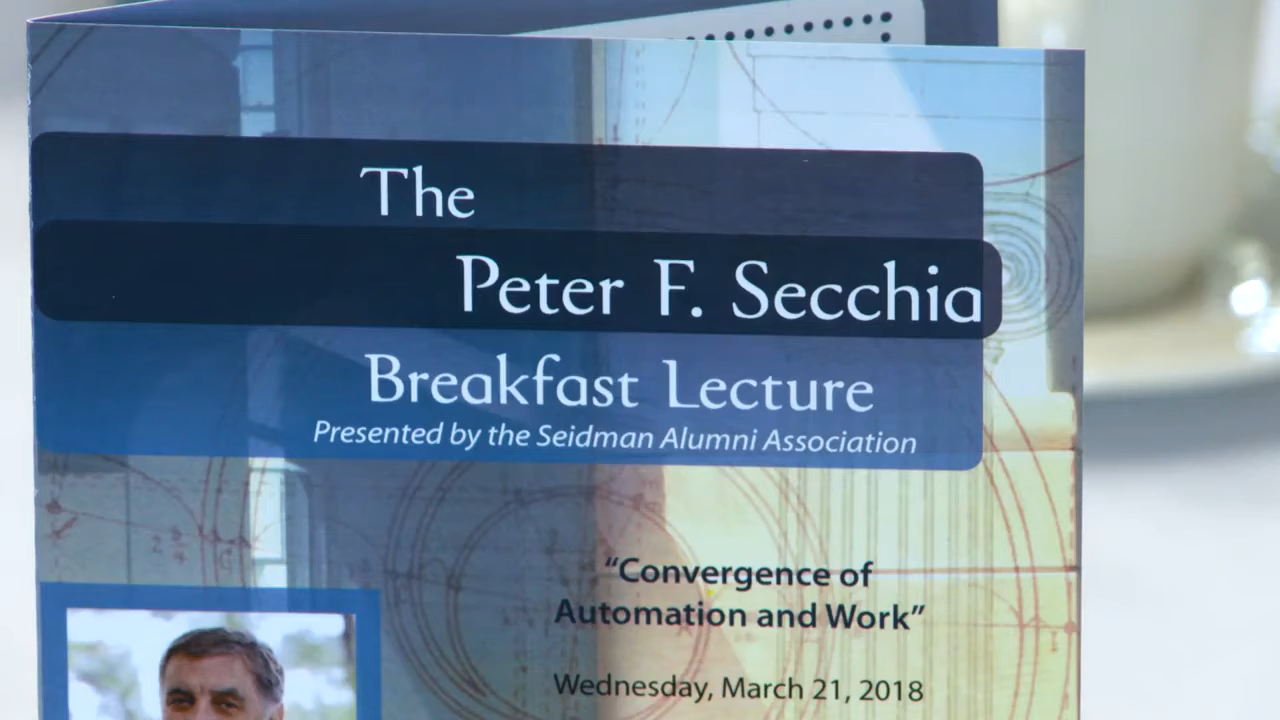 The
Peter F. Secchia
Breakfast Lecture
Presented by the Seidman Alumni Association
“Convergence of
Automation and Work”
Wednesday, March 21, 2018